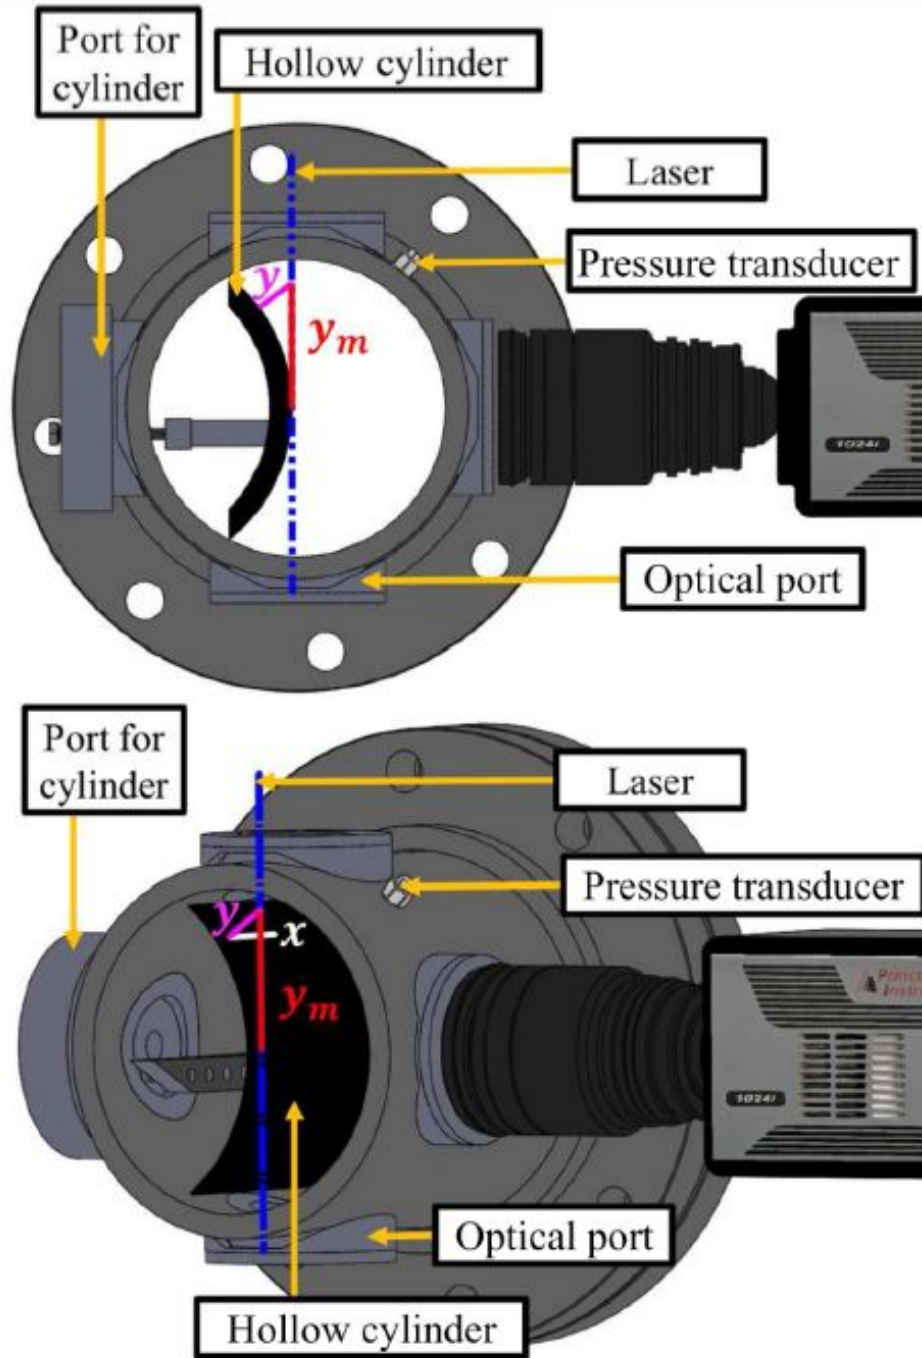 Port for
cylinder
Hollow cylinder
Laser
Pressure transducer
y
y_m
1024i
Optical port
Port for
cylinder
Laser
Pressure transducer
y
x
y_m
1024i
Optical port
Hollow cylinder